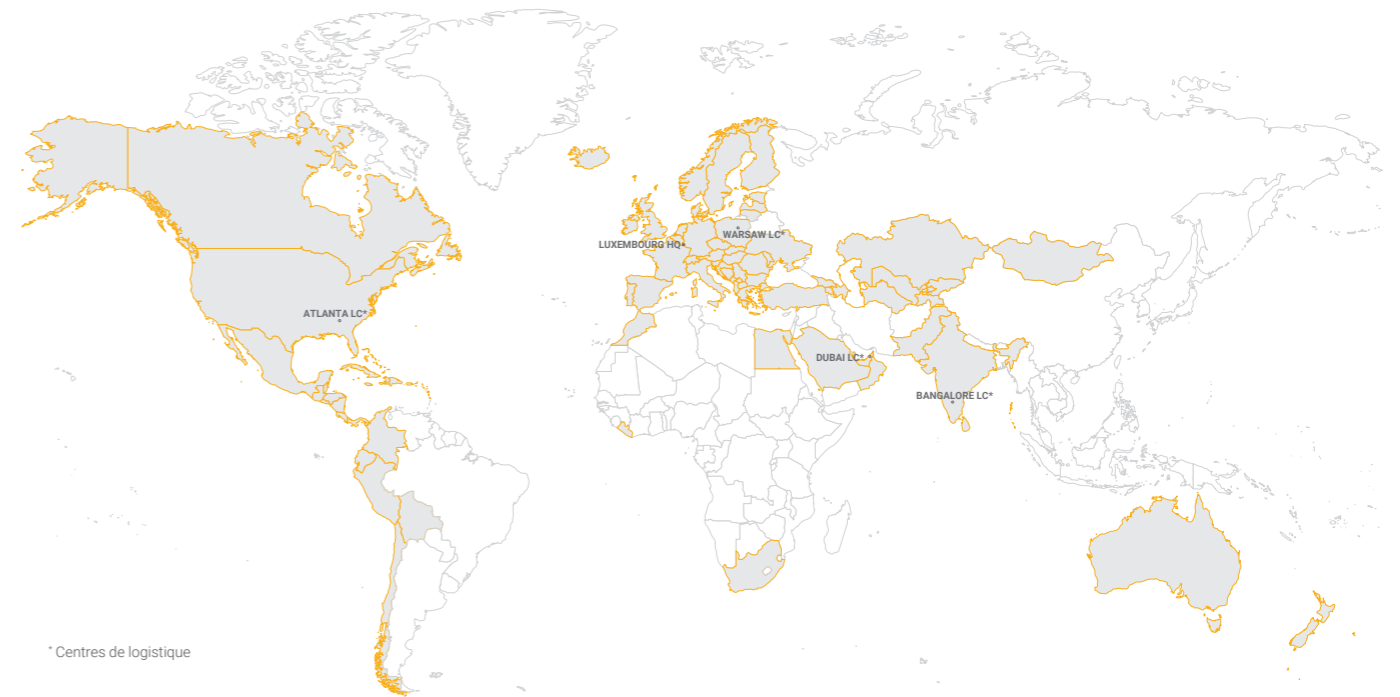 WARSAW LC*
LUXEMBOURG HQ*
ATLANTA LC*
DUBAI LC*
BANGALORE LC*
* Centres de logistique